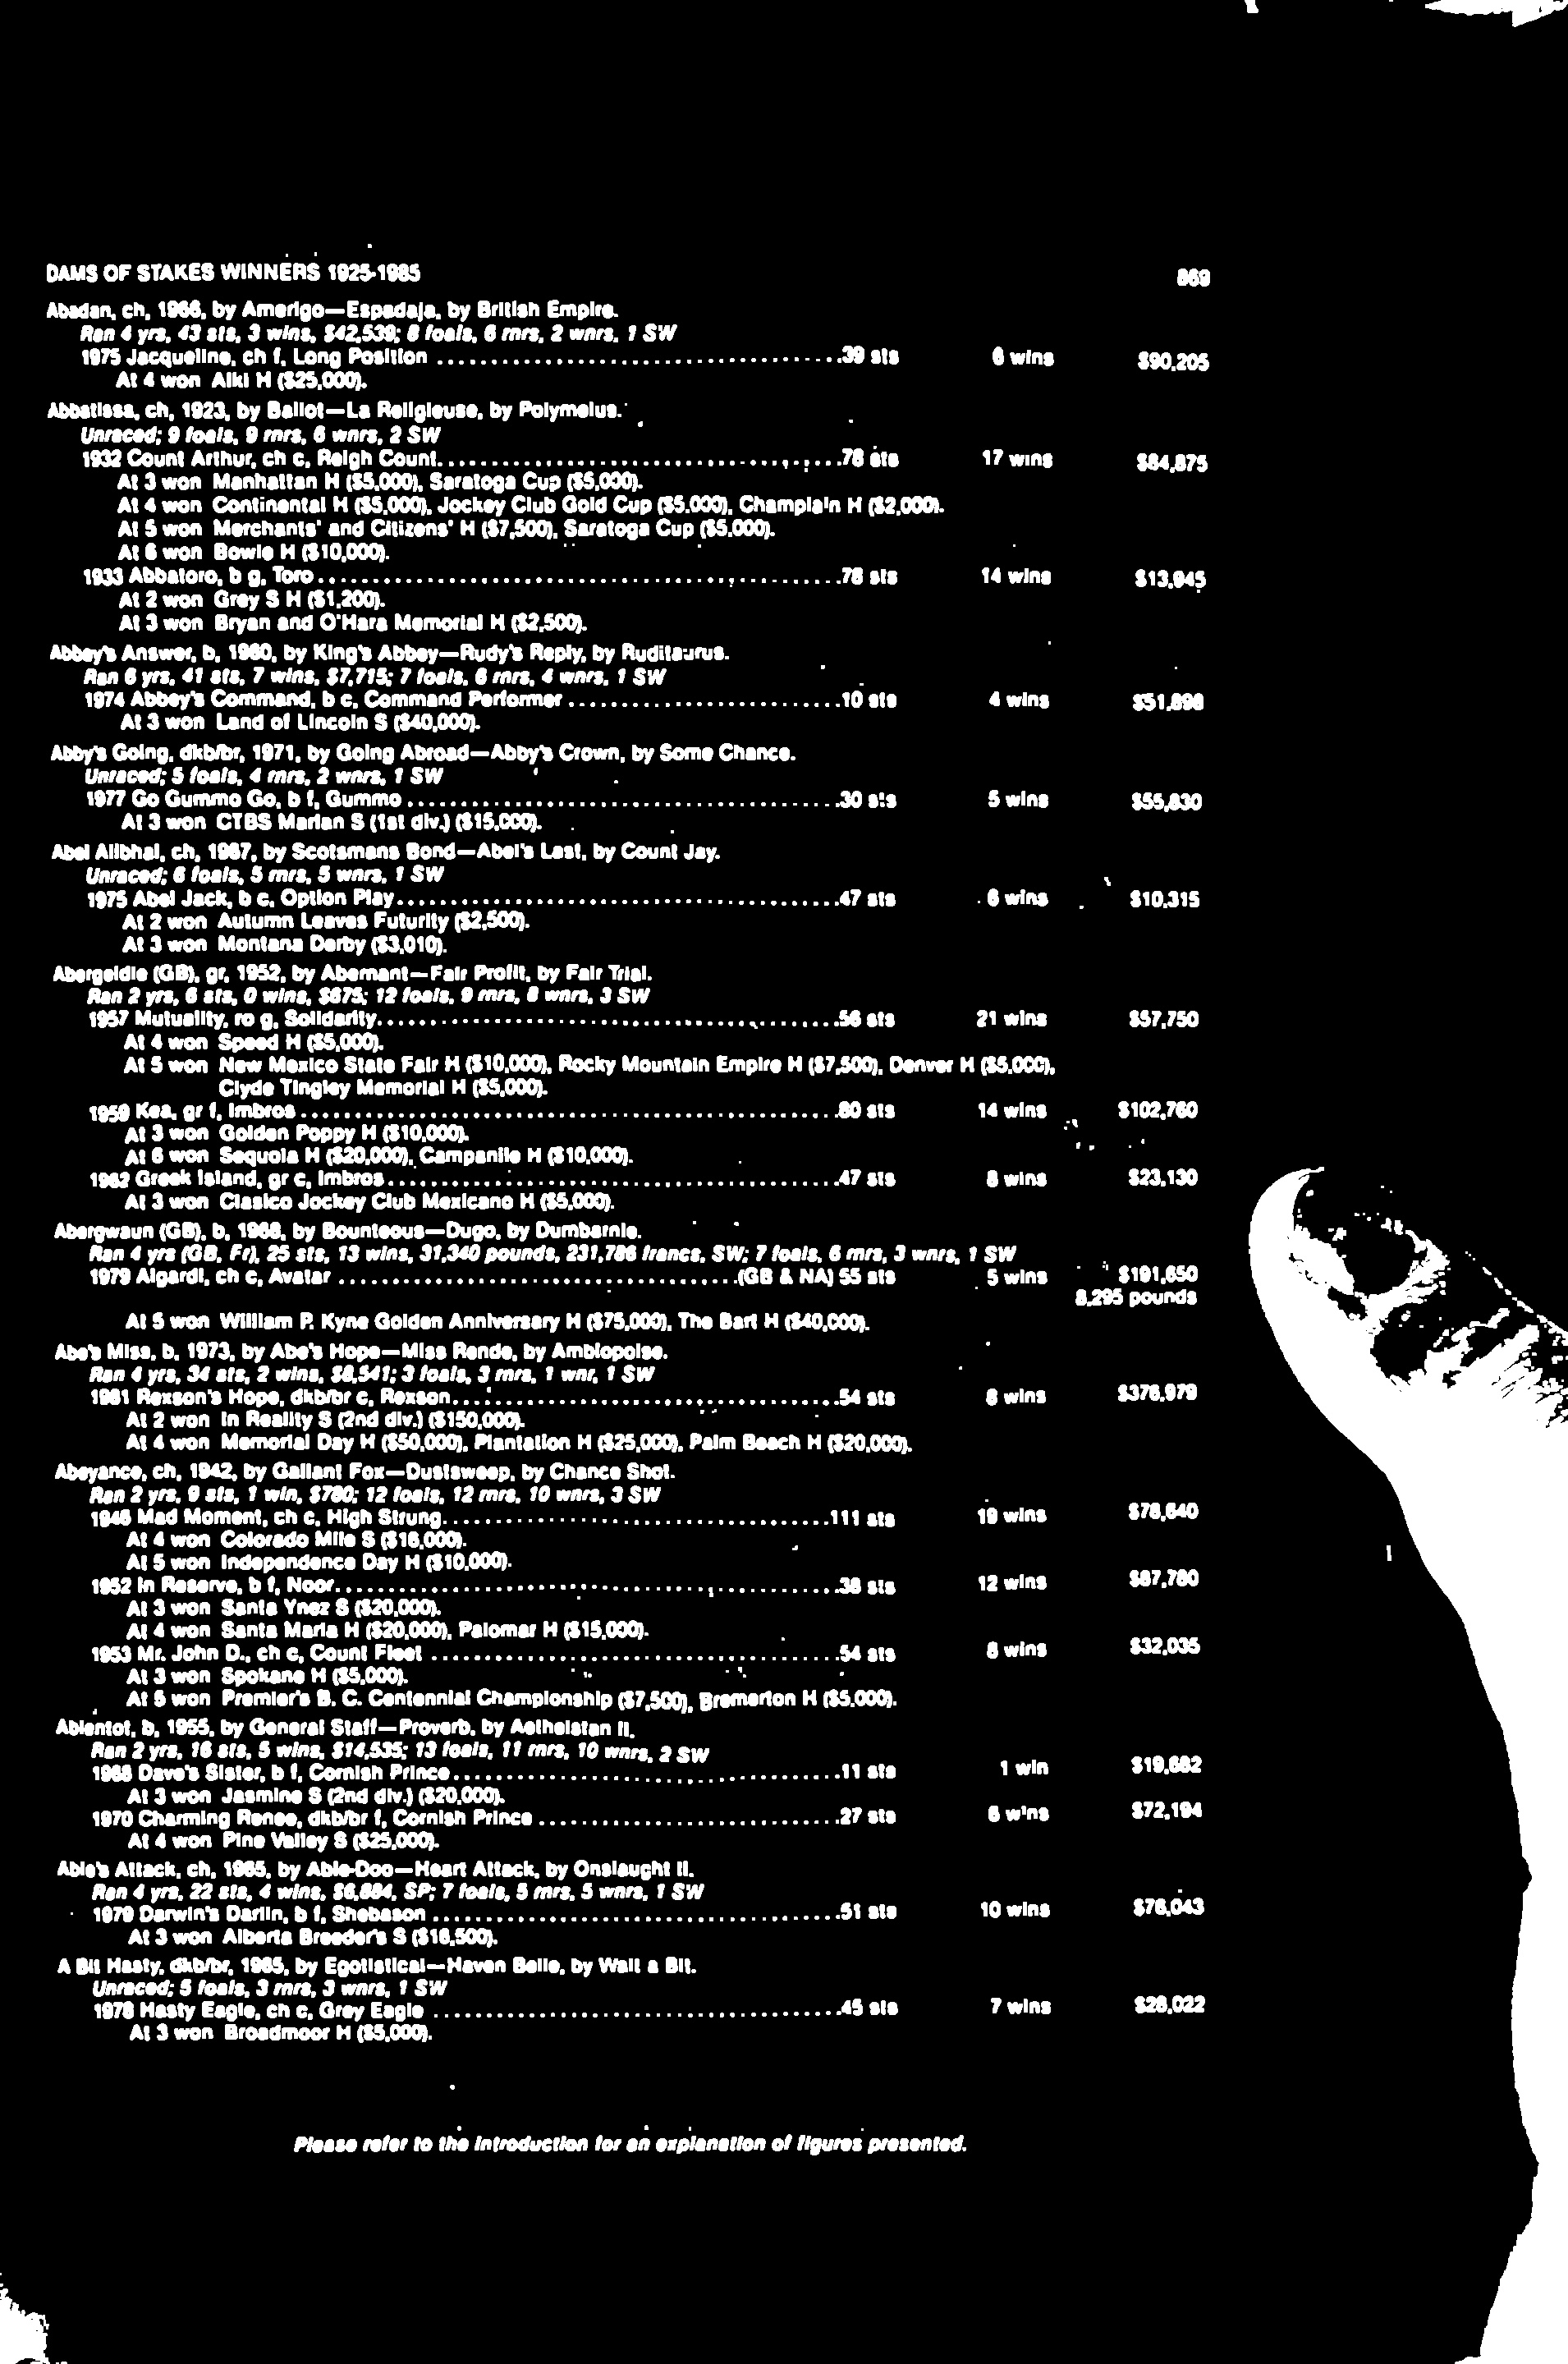 DAMS OF STAKES WINNERS 1925-1985 869
Abadan, ch, 1966, by Amerigo—Espadaja, by British Empire.
Ran 4 yrs, 43 sts, 3 wins, $42,539; 8 foals, 6 rnrs, 2 wnrs, 1 SW
1975 Jacqueline, ch f, Long Position ........ 39 sts 6 wins $90,205
At 4 won Alki H ($25,000).
Abbatissa, ch, 1923, by Ballot—La Religieuse, by Polymelus.
Unraced; 9 foals, 9 rnrs, 6 wnrs, 2 SW
1932 Count Arthur, ch c, Reigh Count ........ 78 sts 17 wins $84,875
At 3 won Manhattan H ($5,000), Saratoga Cup ($5,000).
At 4 won Continental H ($5,000), Jockey Club Gold Cup ($5,000), Champlain H ($2,000).
At 5 won Merchants' and Citizens' H ($7,500), Saratoga Cup ($5,000).
At 6 won Bowie H ($10,000).
1933 Abbatoro, b g, Toro ........ 78 sts 14 wins $13,945
At 2 won Grey S H ($1,200).
At 3 won Bryan and O'Hara Memorial H ($2,500).
Abbey's Answer, b, 1960, by King's Abbey—Rudy's Reply, by Ruditaurus.
Ran 6 yrs, 41 sts, 7 wins, $7,715; 7 foals, 6 rnrs, 4 wnrs, 1 SW
1974 Abbey's Command, b c, Command Performer ........ 10 sts 4 wins $51,898
At 3 won Land of Lincoln S ($40,000).
Abby's Going, dkb/br, 1971, by Going Abroad—Abby's Crown, by Some Chance.
Unraced; 5 foals, 4 rnrs, 2 wnrs, 1 SW
1977 Go Gummo Go, b f, Gummo ........ 30 sts 5 wins $55,830
At 3 won CTBS Marian S (1st div.) ($15,000).
Abel Alibhai, ch, 1967, by Scotsmans Bond—Abel's Last, by Count Jay.
Unraced; 6 foals, 5 rnrs, 5 wnrs, 1 SW
1975 Abel Jack, b c, Option Play ........ 47 sts 6 wins $10,315
At 2 won Autumn Leaves Futurity ($2,500).
At 3 won Montana Derby ($3,010).
Abergeldie (GB), gr, 1952, by Abernant—Fair Profit, by Fair Trial.
Ran 2 yrs, 6 sts, 0 wins, $675; 12 foals, 9 rnrs, 8 wnrs, 3 SW
1957 Mutuality, ro g, Solidarity ........ 56 sts 21 wins $57,750
At 4 won Speed H ($5,000).
At 5 won New Mexico State Fair H ($10,000), Rocky Mountain Empire H ($7,500), Denver H ($5,000),
Clyde Tingley Memorial H ($5,000).
1959 Kea, gr f, Imbros ........ 80 sts 14 wins $102,760
At 3 won Golden Poppy H ($10,000).
At 6 won Sequoia H ($20,000), Campanile H ($10,000).
1962 Greek Island, gr c, Imbros ........ 47 sts 8 wins $23,130
At 3 won Clasico Jockey Club Mexicano H ($5,000).
Abergwaun (GB), b, 1968, by Bounteous—Dugo, by Dumbarnie.
Ran 4 yrs (GB, Fr), 25 sts, 13 wins, 31,340 pounds, 231,786 francs, SW; 7 foals, 6 rnrs, 3 wnrs, 1 SW
1979 Algardi, ch c, Avatar ........ (GB & NA) 55 sts 5 wins $191,650
8,295 pounds
At 5 won William P. Kyne Golden Anniversary H ($75,000), The Bart H ($40,000).
Abe's Miss, b, 1973, by Abe's Hope—Miss Rende, by Ambiopoise.
Ran 4 yrs, 34 sts, 2 wins, $8,541; 3 foals, 3 rnrs, 1 wnr, 1 SW
1981 Rexson's Hope, dkb/br c, Rexson ........ 54 sts 8 wins $376,979
At 2 won In Reality S (2nd div.) ($150,000).
At 4 won Memorial Day H ($50,000), Plantation H ($25,000), Palm Beach H ($20,000).
Abeyance, ch, 1942, by Gallant Fox—Dustsweep, by Chance Shot.
Ran 2 yrs, 9 sts, 1 win, $780; 12 foals, 12 rnrs, 10 wnrs, 3 SW
1946 Mad Moment, ch c, High Strung ........ 111 sts 19 wins $78,640
At 4 won Colorado Mile S ($16,000).
At 5 won Independence Day H ($10,000).
1952 In Reserve, b f, Noor ........ 38 sts 12 wins $87,780
At 3 won Santa Ynez S ($20,000).
At 4 won Santa Maria H ($20,000), Palomar H ($15,000).
1953 Mr. John D., ch c, Count Fleet ........ 54 sts 8 wins $32,035
At 3 won Spokane H ($5,000).
At 5 won Premier's B. C. Centennial Championship ($7,500), Bremerton H ($5,000).
Ablentot, b, 1955, by General Staff—Proverb, by Aethelstan II.
Ran 2 yrs, 16 sts, 5 wins, $14,535; 13 foals, 11 rnrs, 10 wnrs, 2 SW
1966 Dave's Sister, b f, Cornish Prince ........ 11 sts 1 win $19,682
At 3 won Jasmine S (2nd div.) ($20,000).
1970 Charming Renee, dkb/br f, Cornish Prince ........ 27 sts 6 wins $72,194
At 4 won Pine Valley S ($25,000).
Able's Attack, ch, 1965, by Able-Doo—Heart Attack, by Onslaught II.
Ran 4 yrs, 22 sts, 4 wins, $6,884, SP; 7 foals, 5 rnrs, 5 wnrs, 1 SW
1979 Darwin's Darlin, b f, Shebason ........ 51 sts 10 wins $76,043
At 3 won Alberta Breeder's S ($16,500).
A Bit Hasty, dkb/br, 1965, by Egotistical—Haven Belle, by Wait a Bit.
Unraced; 5 foals, 3 rnrs, 3 wnrs, 1 SW
1978 Hasty Eagle, ch c, Grey Eagle ........ 45 sts 7 wins $28,022
At 3 won Broadmoor H ($5,000).
Please refer to the introduction for an explanation of figures presented.